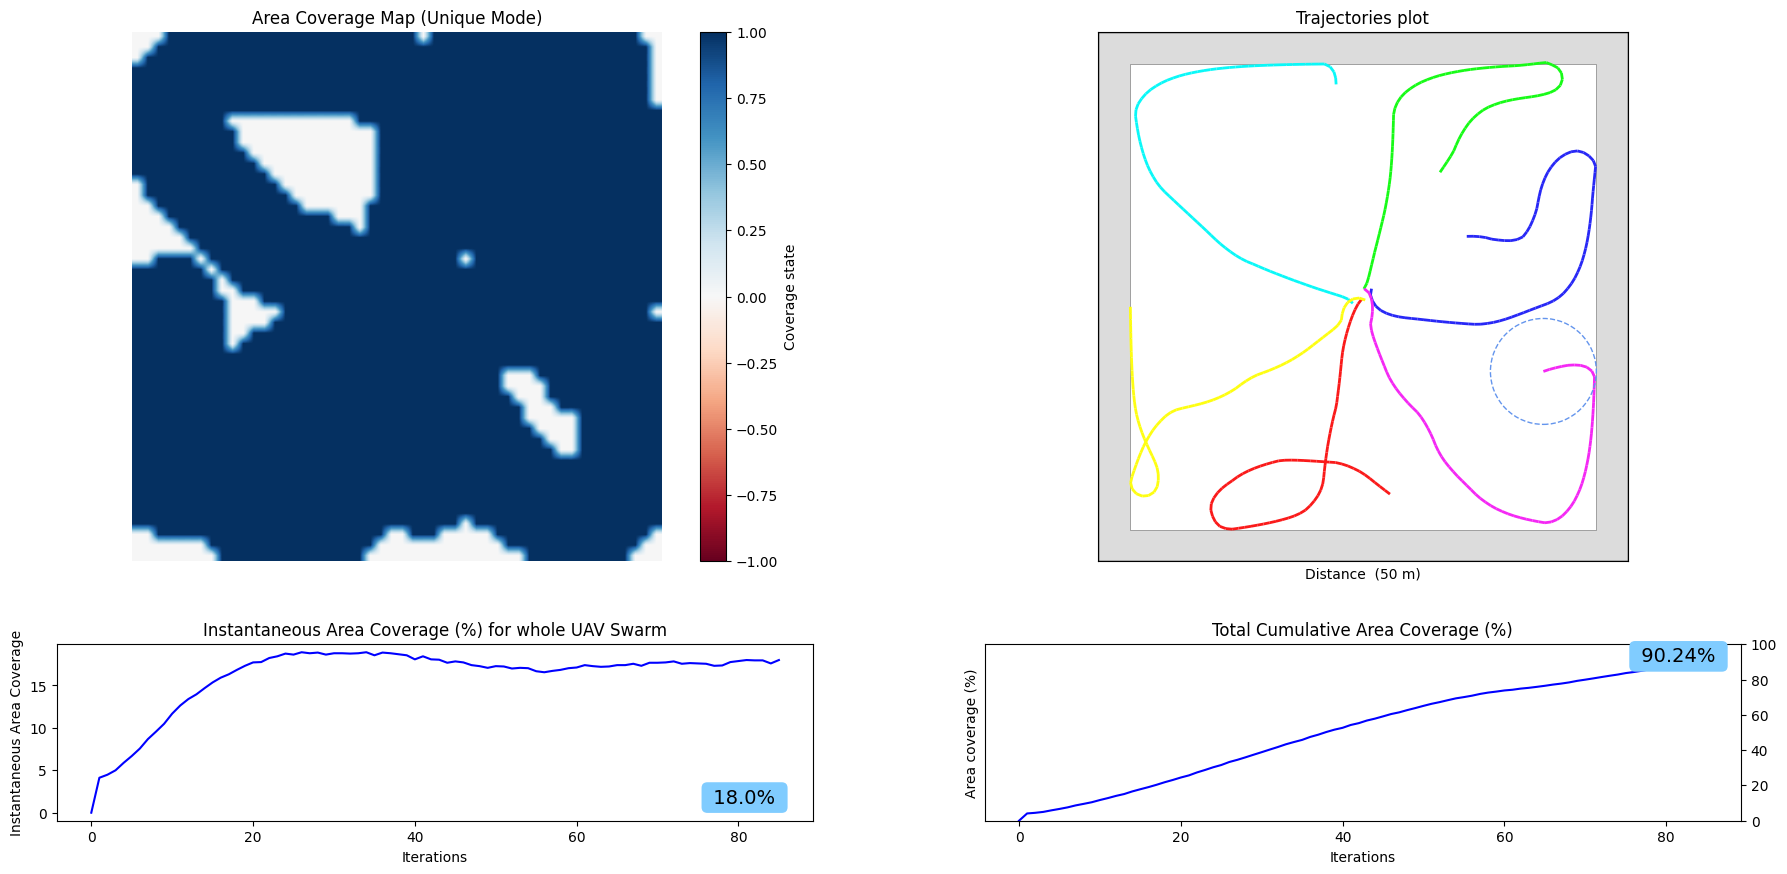 Area Coverage Map (Unique Mode)
1.00
0.75
0.50
0.25
0.00
−0.25
−0.50
−0.75
−1.00
Coverage state
Trajectories plot
Distance  (50 m)
Instantaneous Area Coverage (%) for whole UAV Swarm
Instantaneous Area Coverage
15
10
5
0
18.0%
0 20 40 60 80
Iterations
Total Cumulative Area Coverage (%)
Area coverage (%)
90.24%
100
80
60
40
20
0
0 20 40 60 80
Iterations